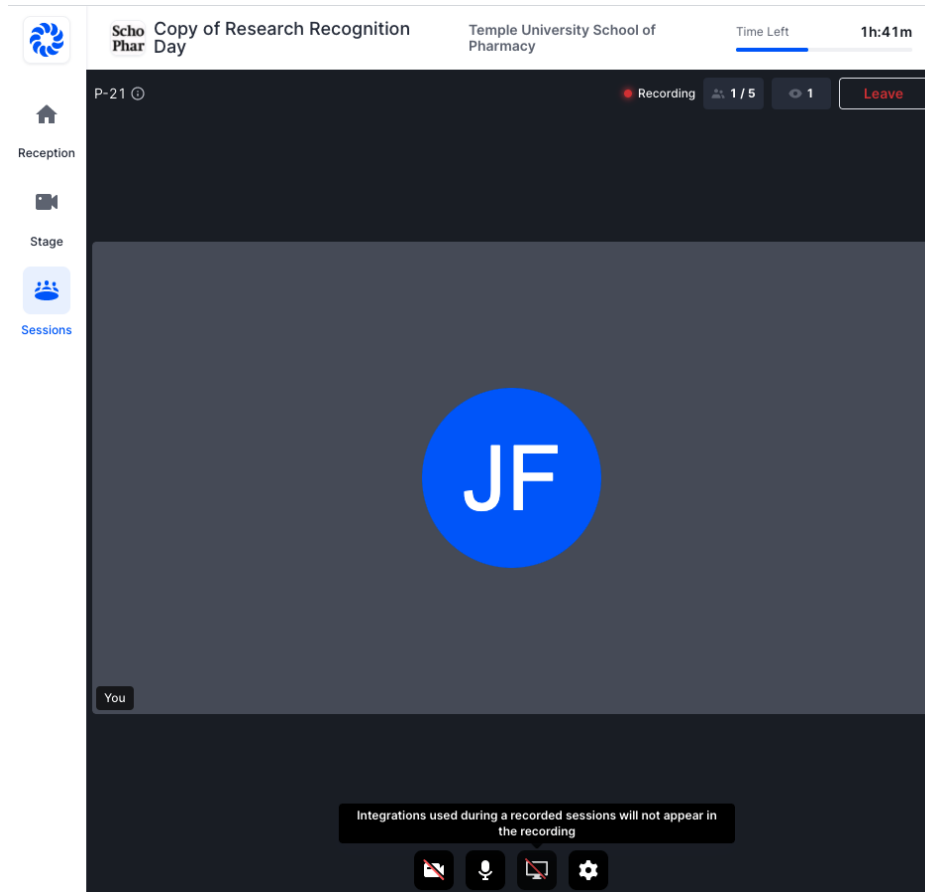 Scho
Phar
Copy of Research Recognition
Day
Temple University School of
Pharmacy
Time Left
1h:41m
P-21
Recording
1 / 5
1
Leave
Reception
Stage
Sessions
JF
You
Integrations used during a recorded sessions will not appear in
the recording